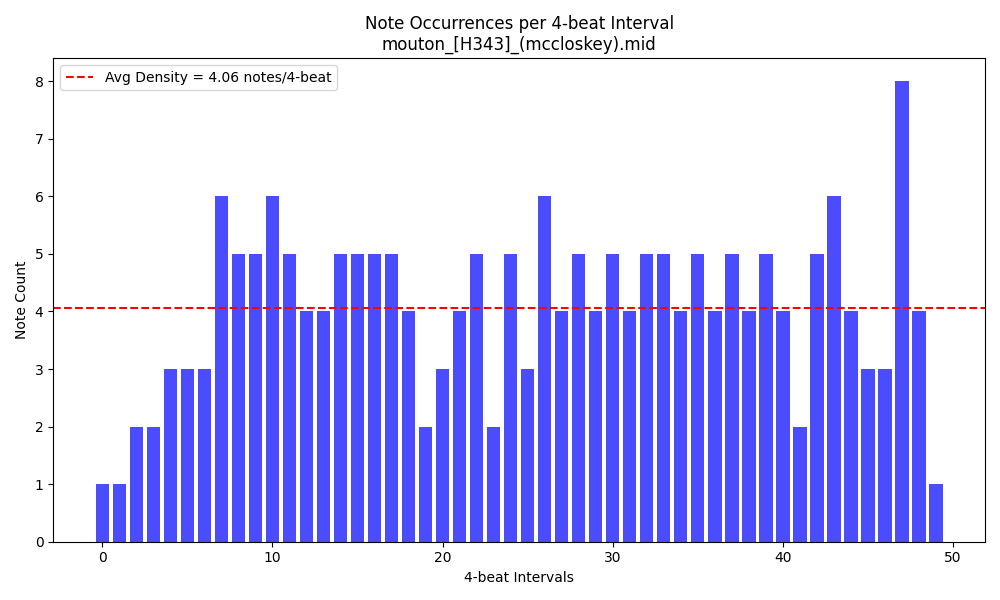 Note Occurrences per 4-beat Interval
mouton_[H343]_(mccloskey).mid
Avg Density = 4.06 notes/4-beat
Note Count
8
7
6
5
4
3
2
1
0
0 10 20 30 40 50
4-beat Intervals